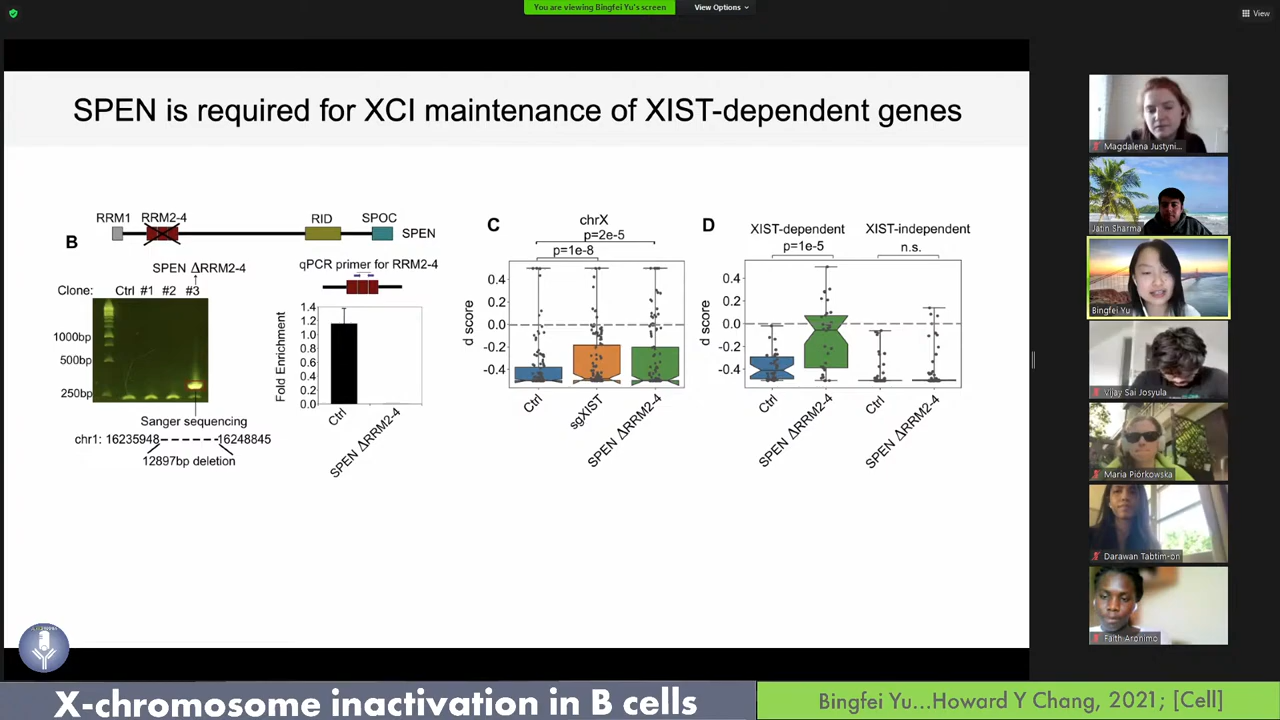 You are viewing Bingfei Yu's screen
View Options
View
SPEN is required for XCI maintenance of XIST-dependent genes
RRM1 RRM2-4 RID SPOC
SPEN
B
SPEN ΔRRM2-4
Clone: Ctrl #1 #2 #3
1000bp
500bp
250bp
Sanger sequencing
chr1: 16235948 16248845
12897bp deletion
qPCR primer for RRM2-4
Fold Enrichment
1.4
1.2
1.0
0.8
0.6
0.4
0.2
0.0
Ctrl
SPEN ΔRRM2-4
C
chrX
p=2e-5
p=1e-8
d score
0.4
0.2
0.0
-0.2
-0.4
Ctrl
sgXIST
SPEN ΔRRM2-4
D
XIST-dependent XIST-independent
p=1e-5 n.s.
d score
0.4
0.2
0.0
-0.2
-0.4
Ctrl
SPEN ΔRRM2-4
Ctrl
SPEN ΔRRM2-4
Magdalena Justyni...
Jatin Sharma
Bingfei Yu
Vijay Sai Josyula
Maria Piórkowska
Darawan Tabtim-on
Faith Aronimo
X-chromosome inactivation in B cells
Bingfei Yu...Howard Y Chang, 2021; [Cell]